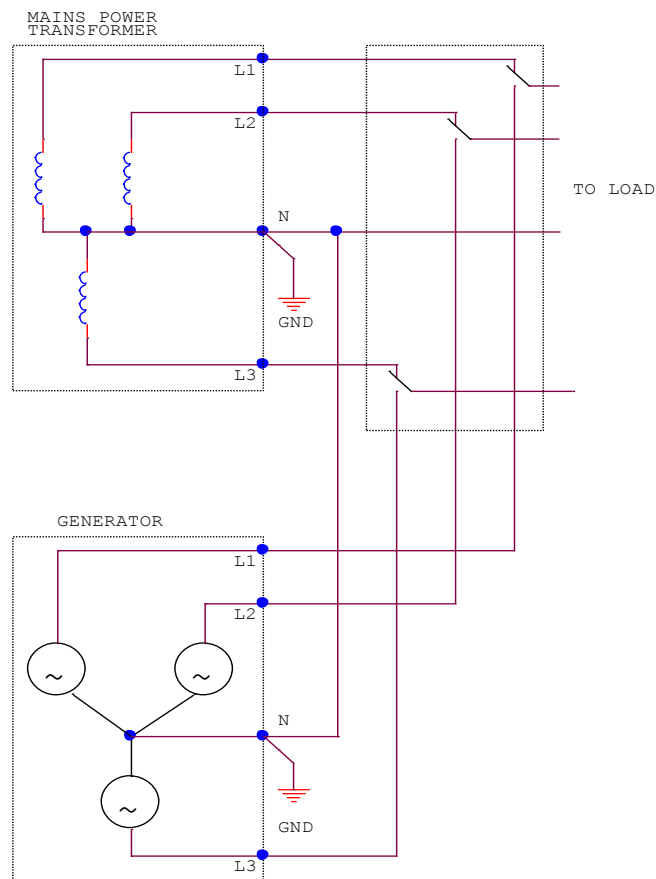 MAINS POWER
TRANSFORMER
L1
L2
TO LOAD
N
GND
L3
GENERATOR
L1
L2
N
GND
L3